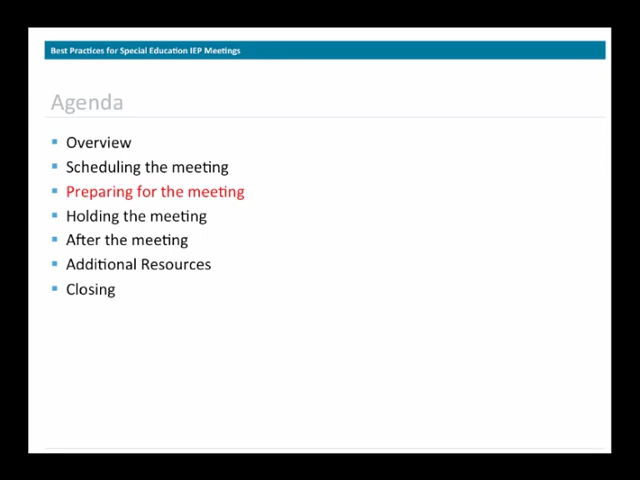 Best Practices for Special Education IEP Meetings
Agenda
Overview
Scheduling the meeting
Preparing for the meeting
Holding the meeting
After the meeting
Additional Resources
Closing